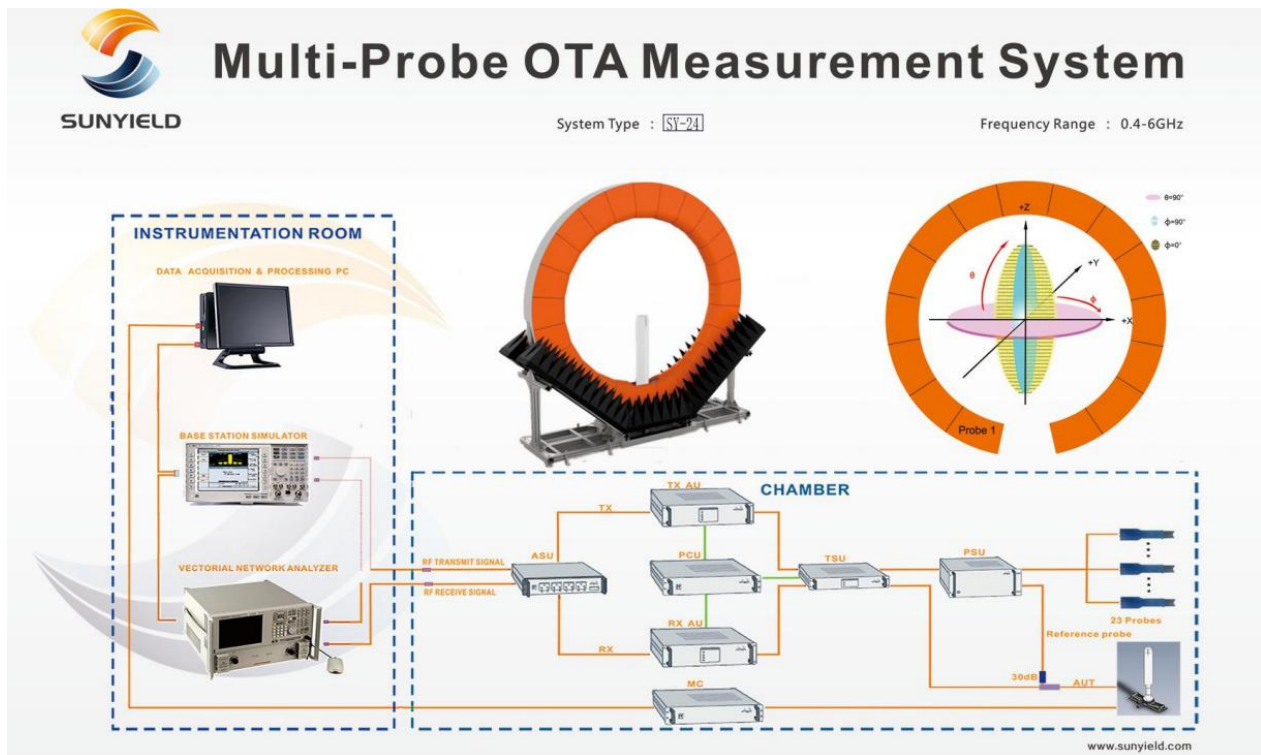 SUNYIELD
Multi-Probe OTA Measurement System
System Type : SY-24
Frequency Range : 0.4-6GHz
INSTRUMENTATION ROOM
DATA ACQUISITION & PROCESSING PC
BASE STATION SIMULATOR
VECTORIAL NETWORK ANALYZER
θ=90°
ϕ=90°
ϕ=0°
+Z
+Y
θ
ϕ
+X
Probe 1
CHAMBER
TX AU
TX
ASU
PCU
TSU
PSU
RF TRANSMIT SIGNAL
RF RECEIVE SIGNAL
RX AU
RX
23 Probes
Reference probe
30dB
AUT
MC
www.sunyield.com